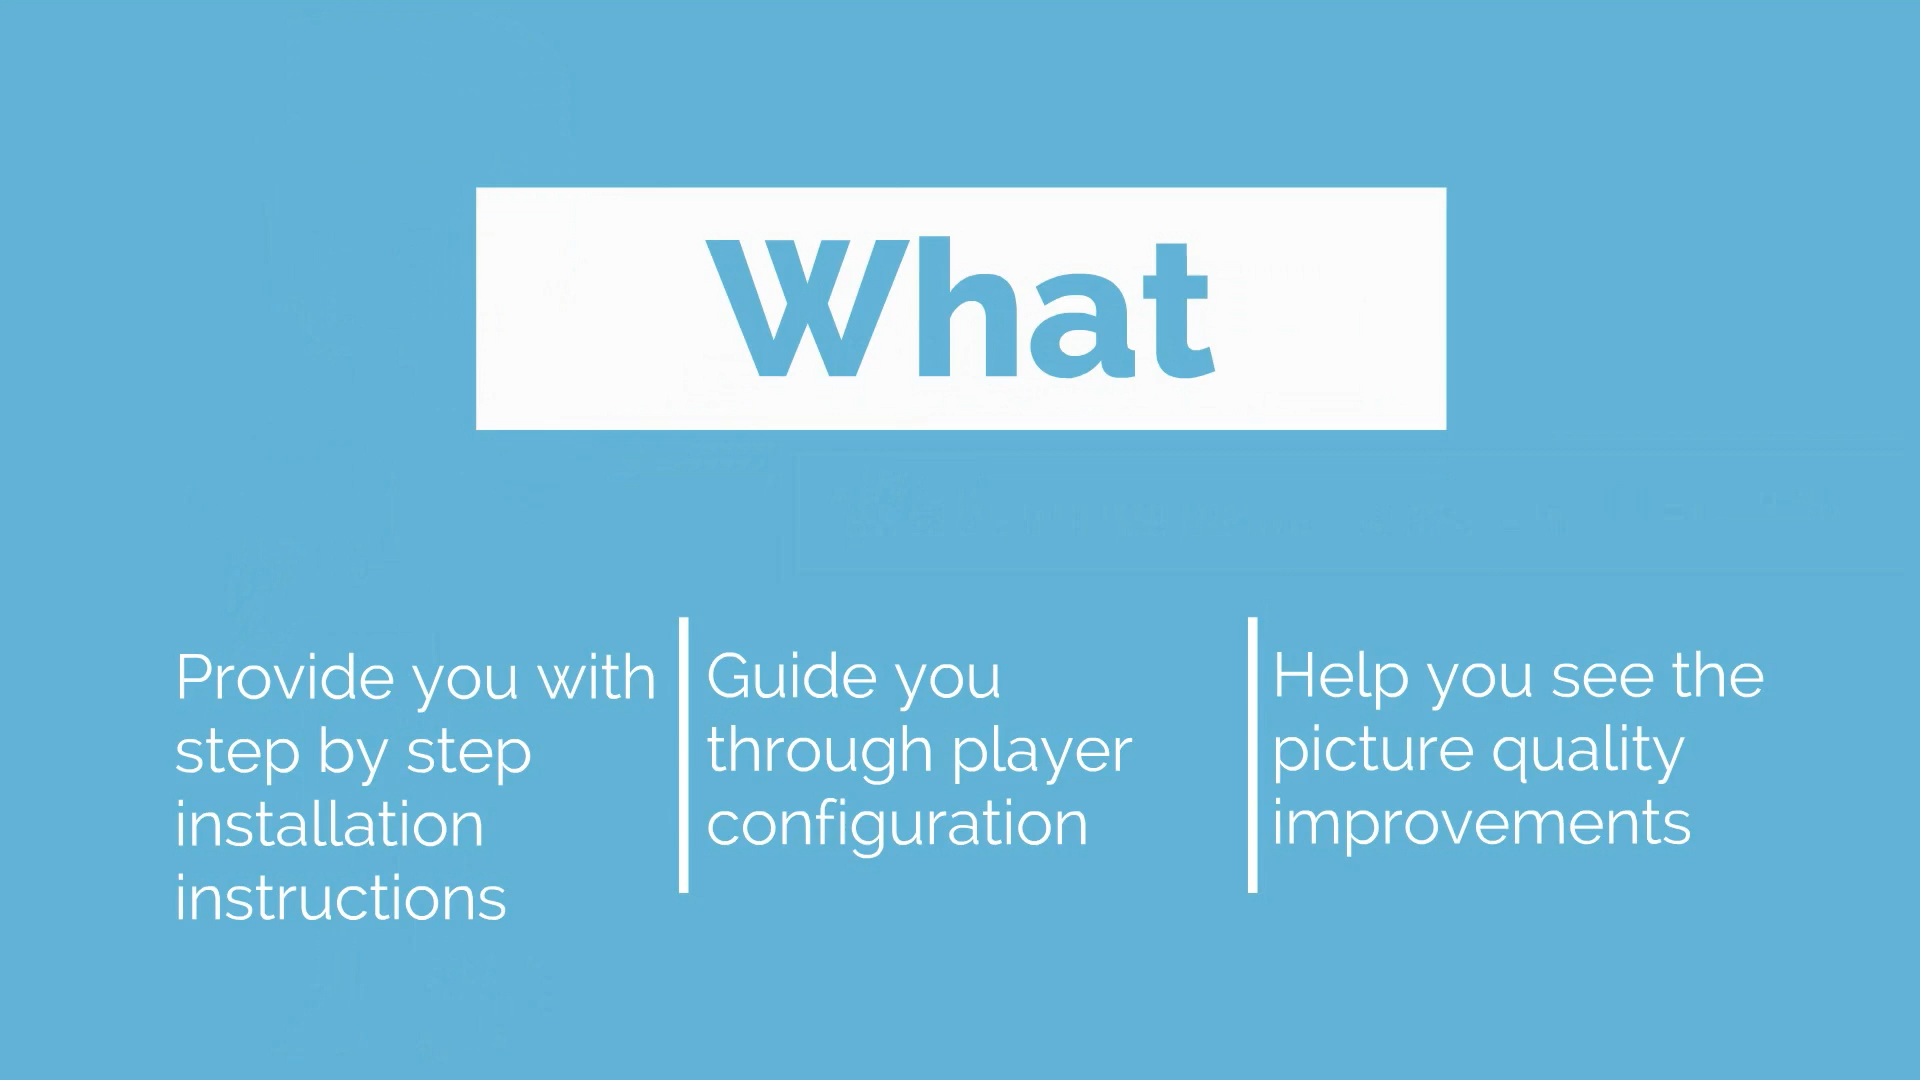 What
Provide you with
step by step
installation
instructions
Guide you
through player
configuration
Help you see the
picture quality
improvements